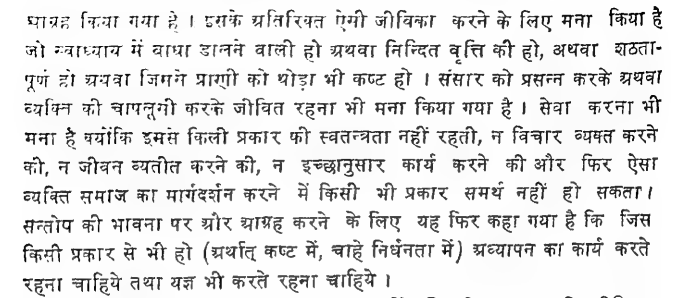 आग्रह किया गया है । इसके अतिरिक्त ऐसी जीविका करने के लिए मना किया है
जो स्वाध्याय में बाधा डालने वाली हो अथवा निन्दित वृत्ति की हो, अथवा शठता-
पूर्ण हो अथवा जिसमे प्राणी को थोड़ा भी कष्ट हो । संसार को प्रसन्न करके अथवा
व्यक्ति की चापलूसी करके जीवित रहना भी मना किया गया है । सेवा करना भी
मना है क्योंकि इसमें किसी प्रकार की स्वतन्त्रता नहीं रहती, न विचार व्यक्त करने
की, न जीवन व्यतीत करने की, न इच्छानुसार कार्य करने की और फिर ऐसा
व्यक्ति समाज का मार्गदर्शन करने में किसी भी प्रकार समर्थ नहीं हो सकता।
सन्तोष की भावना पर और आग्रह करने के लिए यह फिर कहा गया है कि जिस
किसी प्रकार से भी हो (अर्थात् कष्ट में, चाहे निर्धनता में) अध्यापन का कार्य करते
रहना चाहिये तथा यज्ञ भी करते रहना चाहिये ।